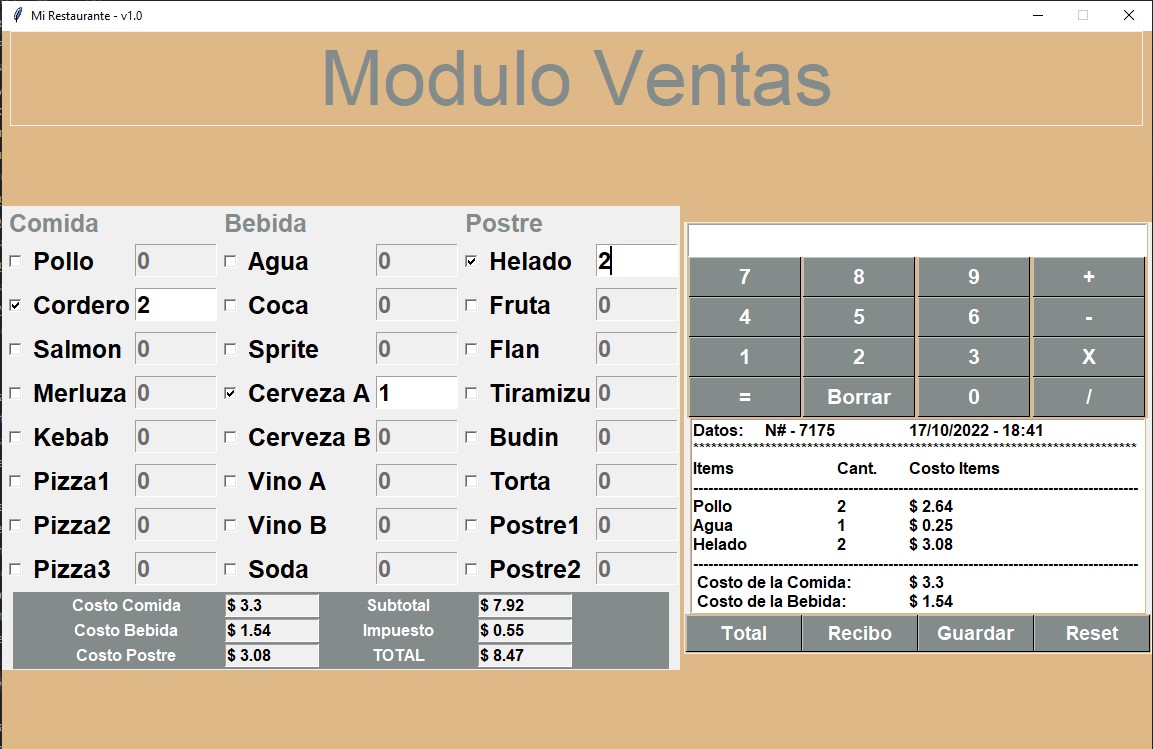 Mi Restaurante - v1.0
Modulo Ventas
Comida Bebida Postre
Pollo 0 Agua 0 Helado 2
Cordero 2 Coca 0 Fruta 0
Salmon 0 Sprite 0 Flan 0
Merluza 0 Cerveza A 1 Tiramizu 0
Kebab 0 Cerveza B 0 Budin 0
Pizza1 0 Vino A 0 Torta 0
Pizza2 0 Vino B 0 Postre1 0
Pizza3 0 Soda 0 Postre2 0
Costo Comida $ 3.3 Subtotal $ 7.92
Costo Bebida $ 1.54 Impuesto $ 0.55
Costo Postre $ 3.08 TOTAL $ 8.47
7 8 9 +
4 5 6 -
1 2 3 X
= Borrar 0 /
Datos: N# - 7175 17/10/2022 - 18:41
Items Cant. Costo Items
Pollo 2 $ 2.64
Agua 1 $ 0.25
Helado 2 $ 3.08
Costo de la Comida: $ 3.3
Costo de la Bebida: $ 1.54
Total Recibo Guardar Reset